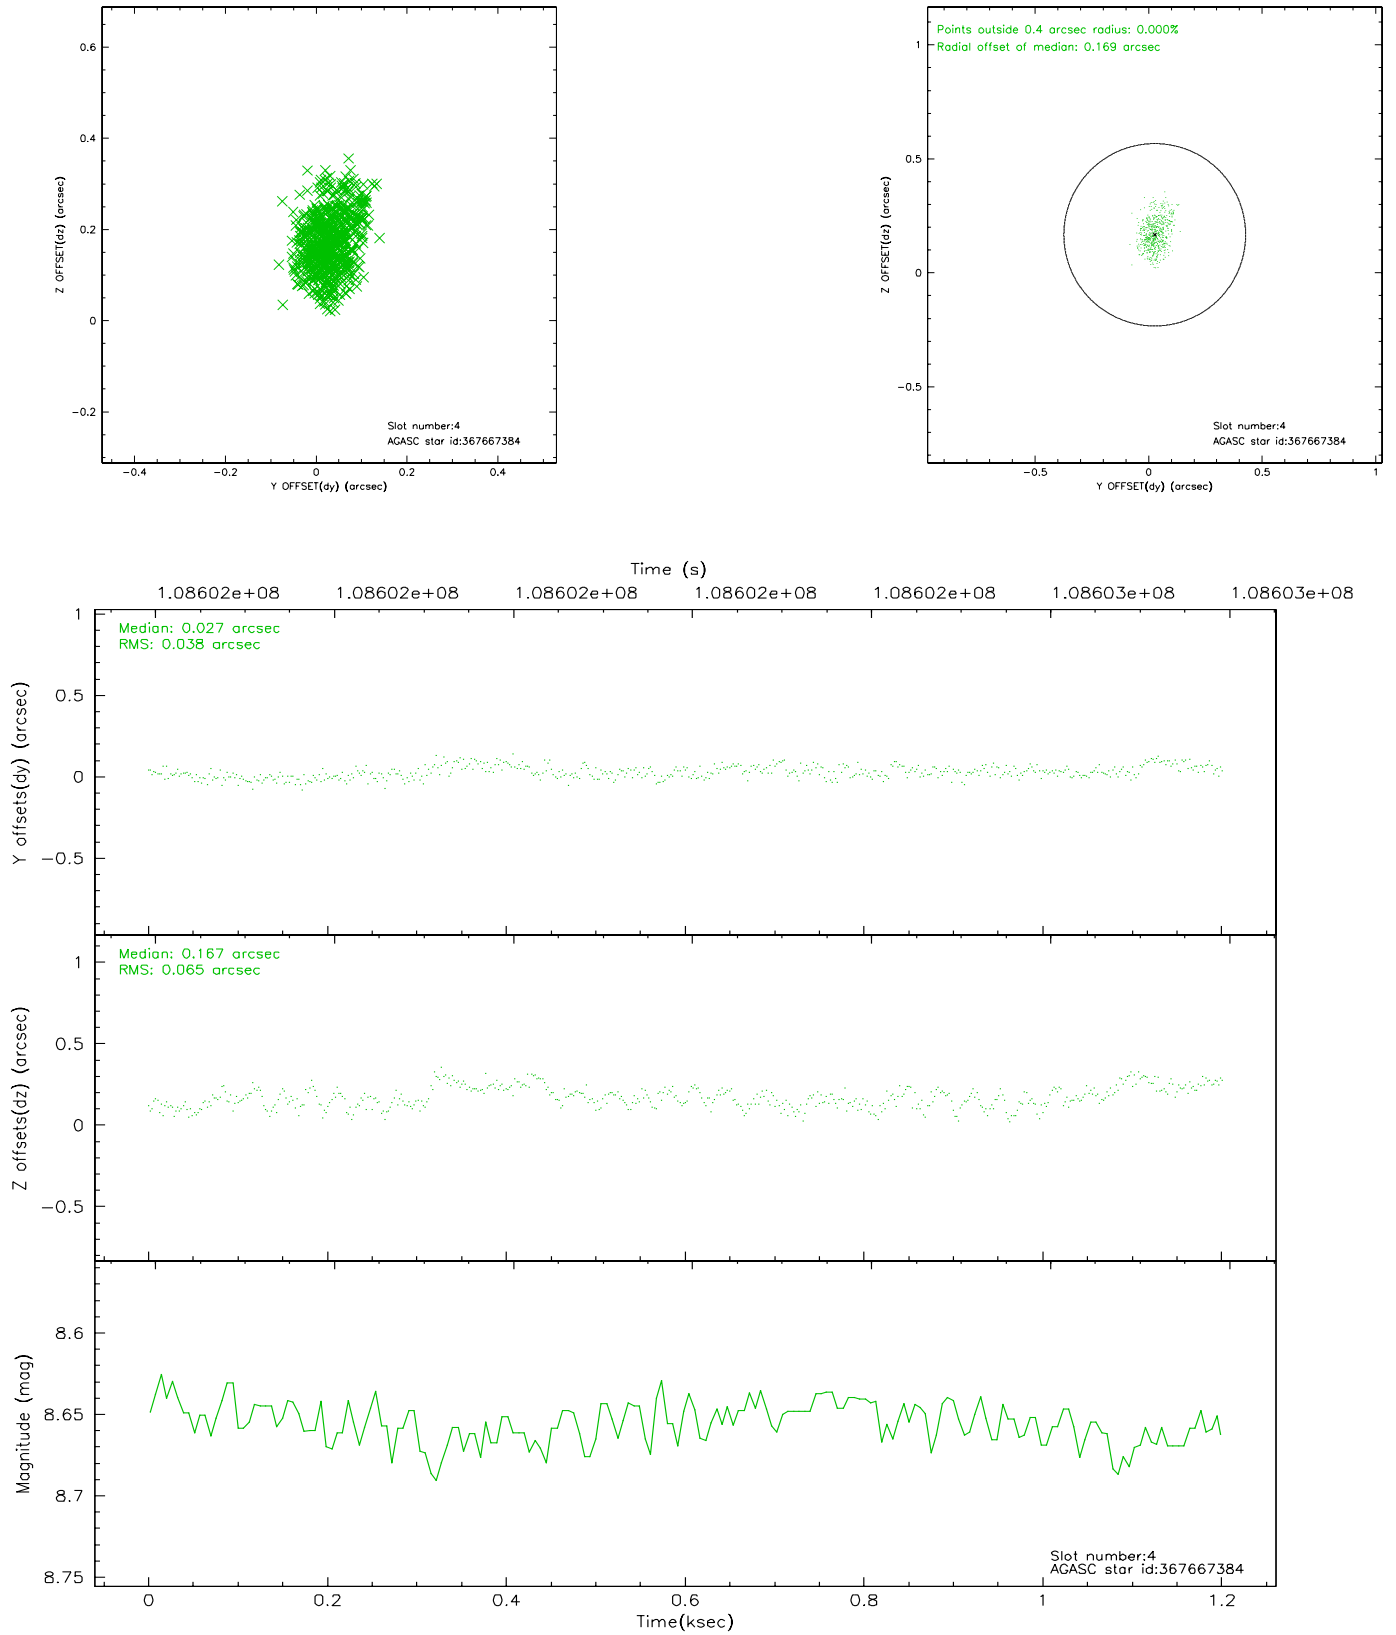 0.6
0.4
0.2
0
−0.2
Z OFFSET(dz) (arcsec)
Slot number:4
AGASC star id:367667384
−0.4 −0.2 0 0.2 0.4
Y OFFSET(dy) (arcsec)
Points outside 0.4 arcsec radius: 0.000%
Radial offset of median: 0.169 arcsec
1
0.5
0
−0.5
Z OFFSET(dz) (arcsec)
Slot number:4
AGASC star id:367667384
−0.5 0 0.5 1
Y OFFSET(dy) (arcsec)
Time (s)
1.08602e+08 1.08602e+08 1.08602e+08 1.08602e+08 1.08602e+08 1.08603e+08 1.08603e+08
Median: 0.027 arcsec
RMS: 0.038 arcsec
1
0.5
0
−0.5
Y offsets(dy) (arcsec)
Median: 0.167 arcsec
RMS: 0.065 arcsec
1
0.5
0
−0.5
Z offsets(dz) (arcsec)
8.6
8.65
8.7
8.75
Magnitude (mag)
Slot number:4
AGASC star id:367667384
0 0.2 0.4 0.6 0.8 1 1.2
Time(ksec)